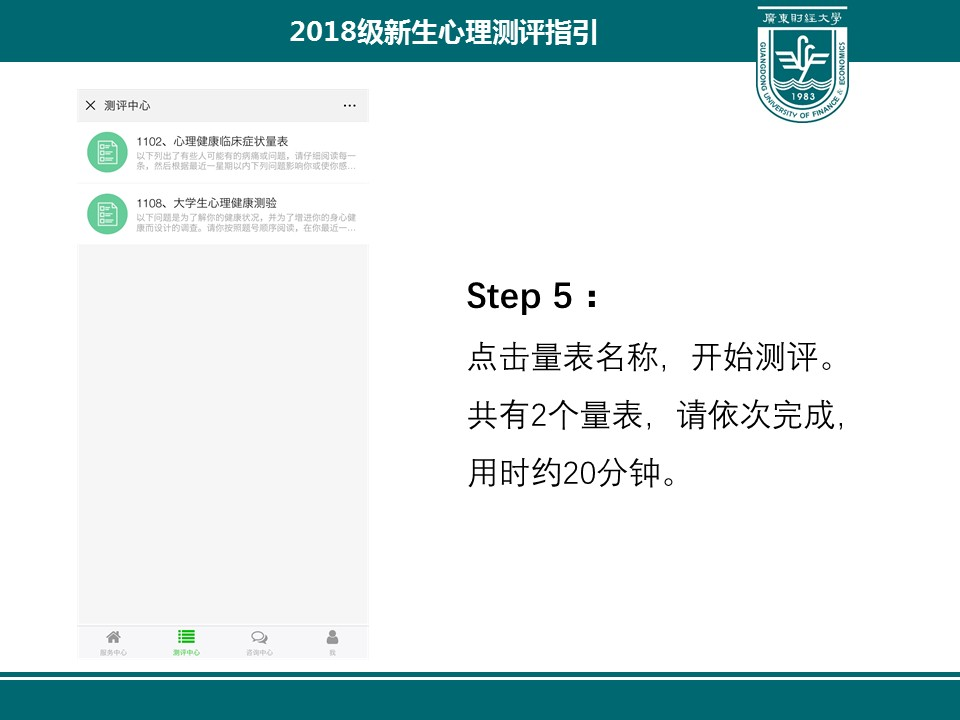 2018级新生心理测评指引
廣東财经大學
GUANGDONG UNIVERSITY OF FINANCE & ECONOMICS
1983
测评中心
1102、心理健康临床症状量表
以下列出了有些人可能有的病痛或问题，请仔细阅读每一
条，然后根据最近一星期以内下列问题影响你或使你感...
1108、大学生心理健康测验
以下问题是为了解你的健康状况，并为了增进你的身心健
康而设计的调查。请你按照题号顺序阅读，在你最近一...
Step 5：
点击量表名称，开始测评。
共有2个量表，请依次完成，
用时约20分钟。
服务中心
测评中心
咨询中心
我